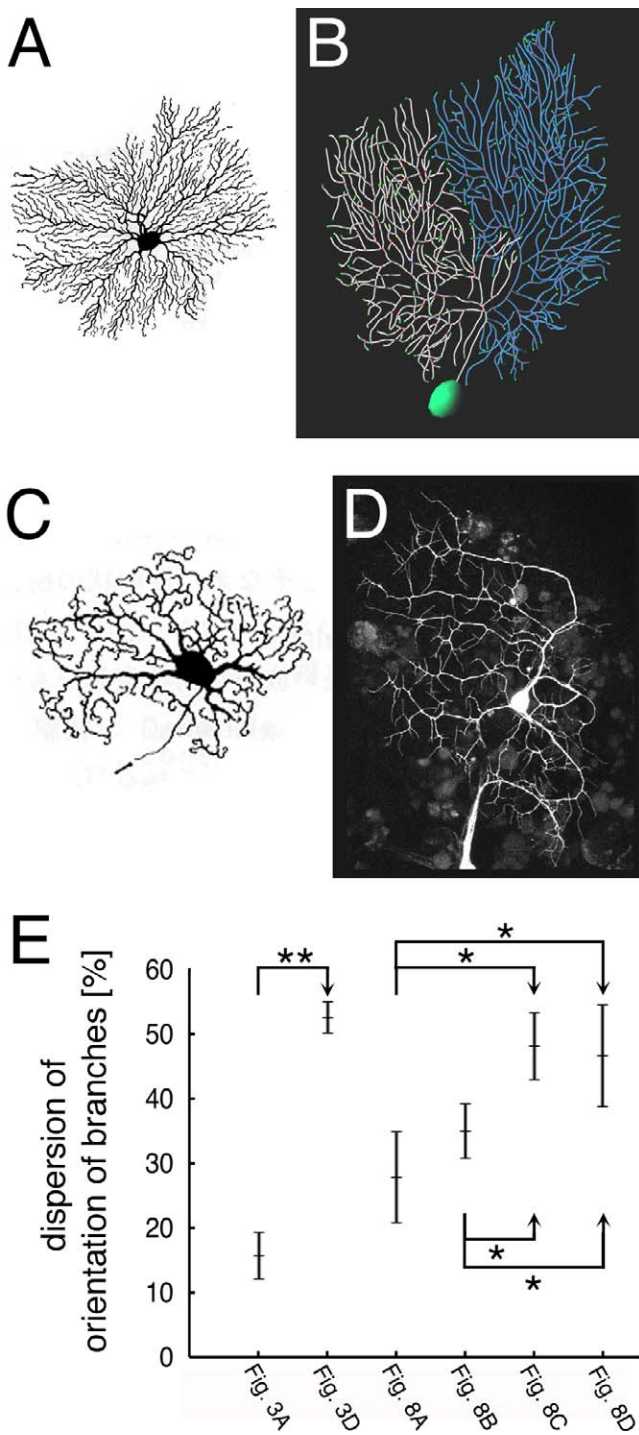 A
B
C
D
E
dispersion of
orientation of branches [%]
60
50
40
30
20
10
0
**
*
*
*
*
Fig. 3A
Fig. 3D
Fig. 8A
Fig. 8B
Fig. 8C
Fig. 8D